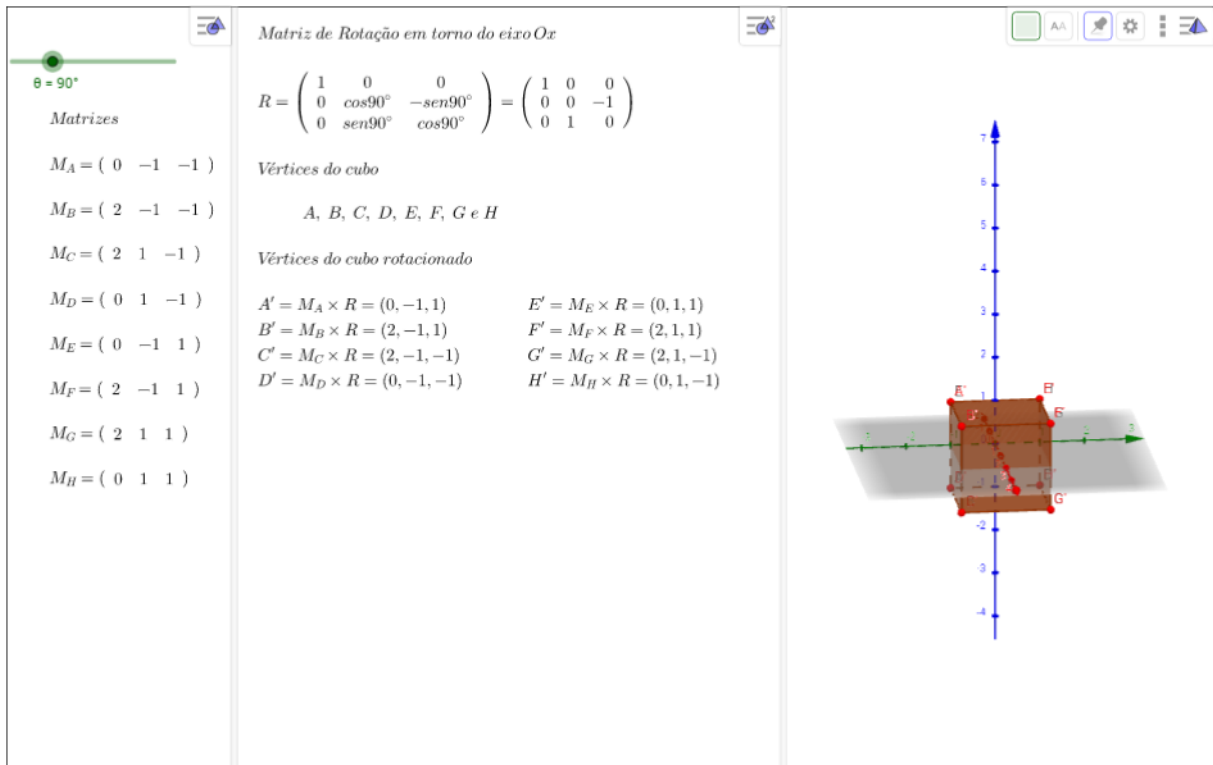 θ = 90°
Matrizes
M_A = ( 0 −1 −1 )
M_B = ( 2 −1 −1 )
M_C = ( 2 1 −1 )
M_D = ( 0 1 −1 )
M_E = ( 0 −1 1 )
M_F = ( 2 −1 1 )
M_G = ( 2 1 1 )
M_H = ( 0 1 1 )
Matriz de Rotação em torno do eixo Ox
1 0 0 1 0 0
R = ( 0 cos90° −sen90° ) = ( 0 0 −1 )
0 sen90° cos90° 0 1 0
Vértices do cubo
A, B, C, D, E, F, G e H
Vértices do cubo rotacionado
A′ = M_A × R = (0, −1, 1) E′ = M_E × R = (0, 1, 1)
B′ = M_B × R = (2, −1, 1) F′ = M_F × R = (2, 1, 1)
C′ = M_C × R = (2, −1, −1) G′ = M_G × R = (2, 1, −1)
D′ = M_D × R = (0, −1, −1) H′ = M_H × R = (0, 1, −1)
AA
7
6
5
4
3
2
1
G′
2
3
-2
-3
-4